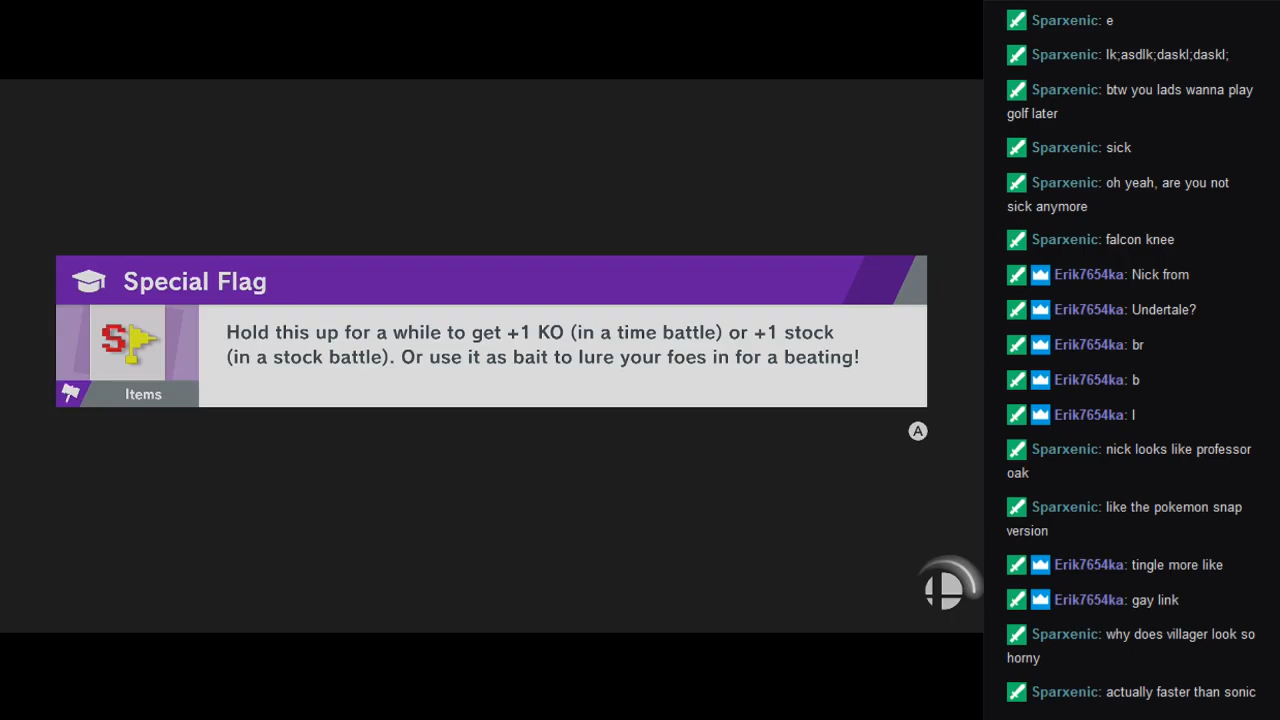 Special Flag
Hold this up for a while to get +1 KO (in a time battle) or +1 stock
(in a stock battle). Or use it as bait to lure your foes in for a beating!
S
Items
A
Sparxenic: e
Sparxenic: lk;asdlk;daskl;daskl;
Sparxenic: btw you lads wanna play
golf later
Sparxenic: sick
Sparxenic: oh yeah, are you not
sick anymore
Sparxenic: falcon knee
Erik7654ka: Nick from
Erik7654ka: Undertale?
Erik7654ka: br
Erik7654ka: b
Erik7654ka: l
Sparxenic: nick looks like professor
oak
Sparxenic: like the pokemon snap
version
Erik7654ka: tingle more like
Erik7654ka: gay link
Sparxenic: why does villager look so
horny
Sparxenic: actually faster than sonic